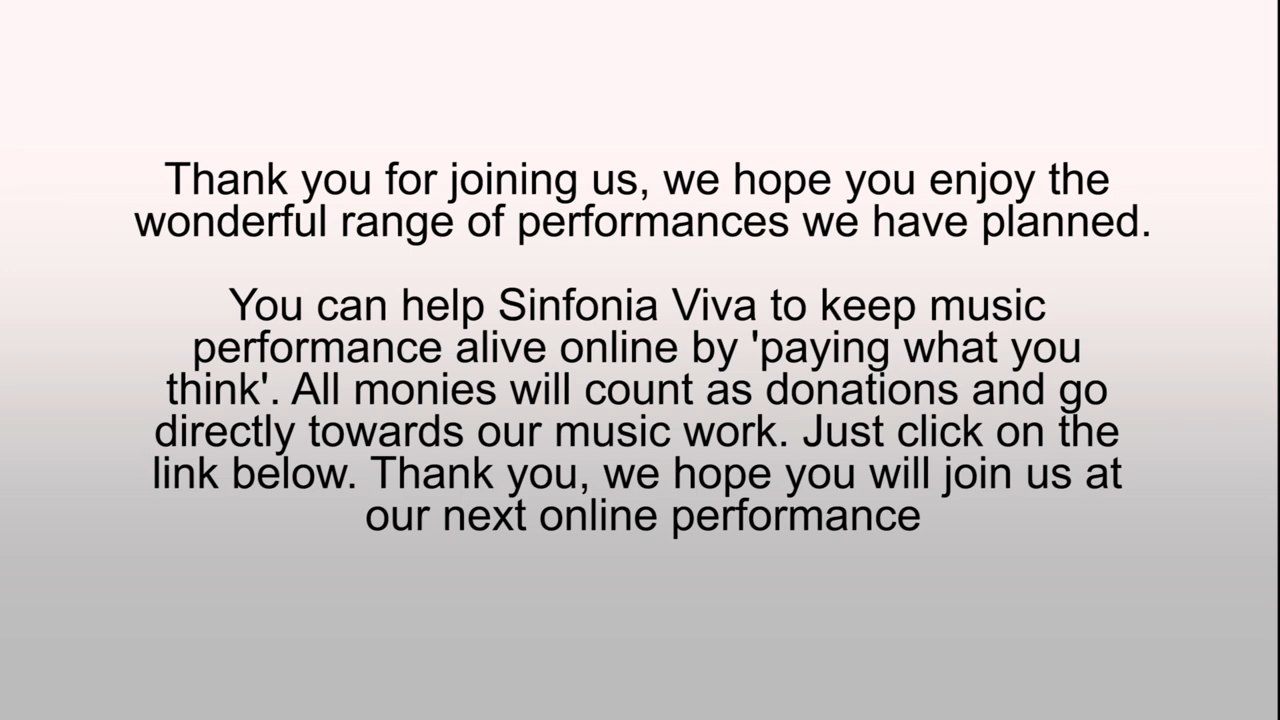 Thank you for joining us, we hope you enjoy the
wonderful range of performances we have planned.
You can help Sinfonia Viva to keep music
performance alive online by 'paying what you
think'. All monies will count as donations and go
directly towards our music work. Just click on the
link below. Thank you, we hope you will join us at
our next online performance